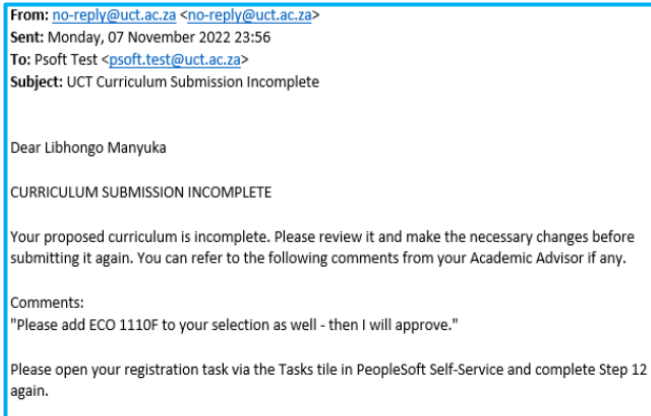 From: no-reply@uct.ac.za <no-reply@uct.ac.za>
Sent: Monday, 07 November 2022 23:56
To: Psoft Test <psoft.test@uct.ac.za>
Subject: UCT Curriculum Submission Incomplete
Dear Libhongo Manyuka
CURRICULUM SUBMISSION INCOMPLETE
Your proposed curriculum is incomplete. Please review it and make the necessary changes before
submitting it again. You can refer to the following comments from your Academic Advisor if any.
Comments:
"Please add ECO 1110F to your selection as well - then I will approve."
Please open your registration task via the Tasks tile in PeopleSoft Self-Service and complete Step 12
again.